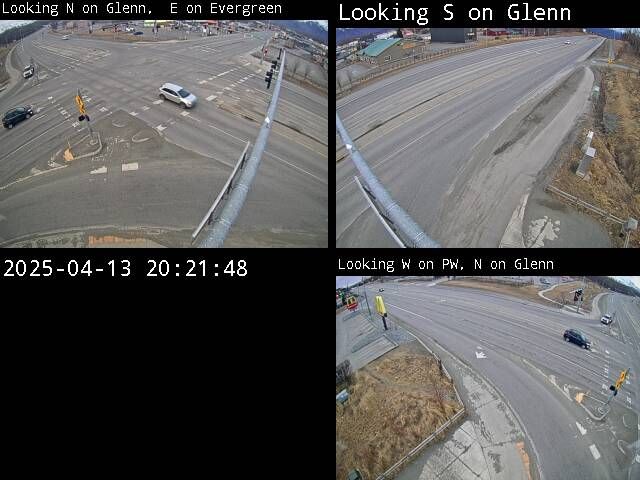 Looking N on Glenn,  E on Evergreen
Looking S on Glenn
2025-04-13 20:21:48
Looking W on PW, N on Glenn